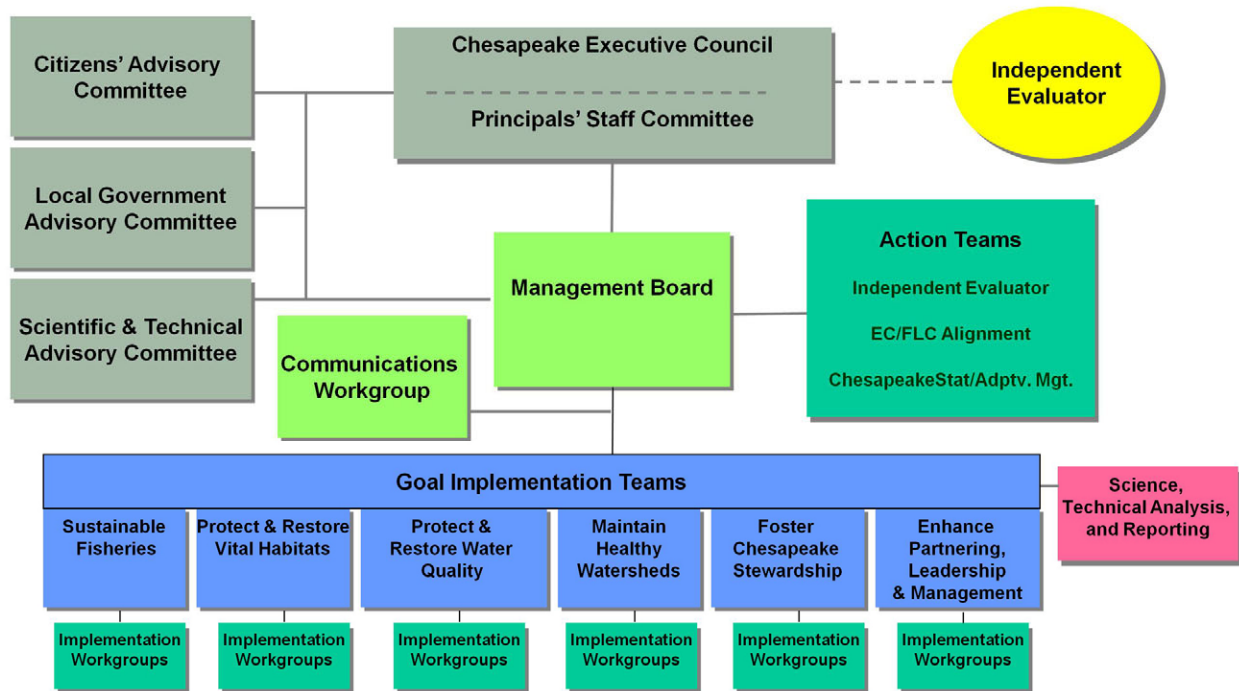 Citizens' Advisory
Committee
Chesapeake Executive Council
Principals' Staff Committee
Independent
Evaluator
Local Government
Advisory Committee
Scientific & Technical
Advisory Committee
Management Board
Communications
Workgroup
Action Teams
Independent Evaluator
EC/FLC Alignment
ChesapeakeStat/Adptv. Mgt.
Goal Implementation Teams
Science,
Technical Analysis,
and Reporting
Sustainable
Fisheries
Protect & Restore
Vital Habitats
Protect &
Restore Water
Quality
Maintain
Healthy
Watersheds
Foster
Chesapeake
Stewardship
Enhance
Partnering,
Leadership
& Management
Implementation
Workgroups
Implementation
Workgroups
Implementation
Workgroups
Implementation
Workgroups
Implementation
Workgroups
Implementation
Workgroups